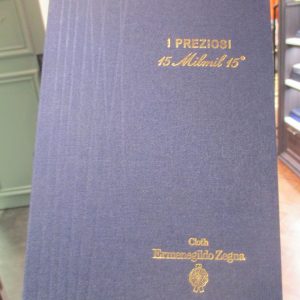 I PREZIOSI
15 Milmil 15°
Cloth
Ermenegildo Zegna